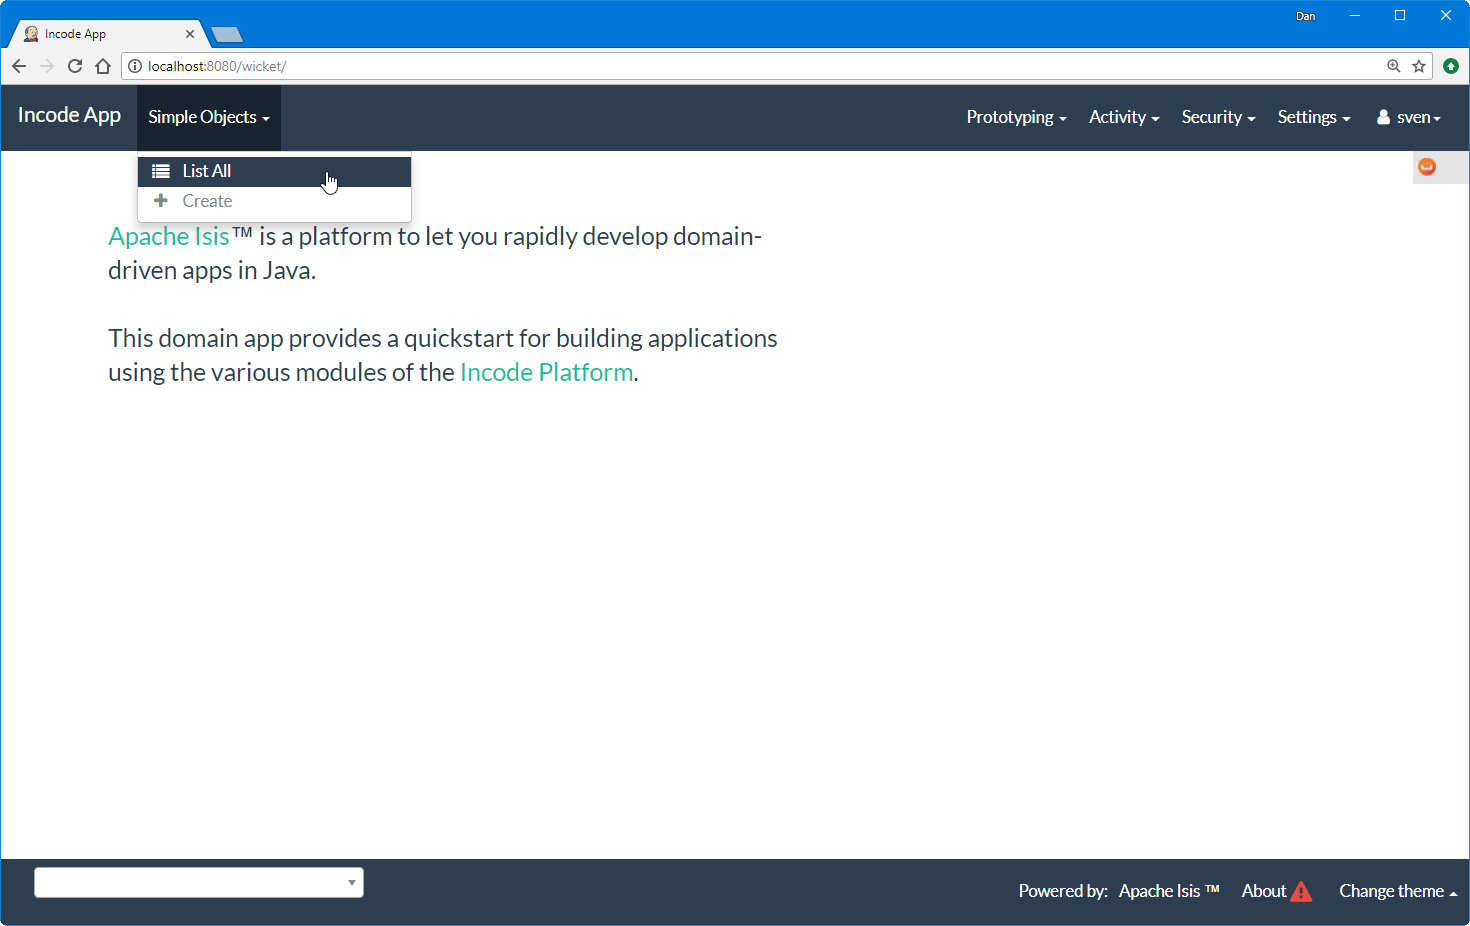 Dan
Incode App
localhost:8080/wicket/
Incode App Simple Objects Prototyping Activity Security Settings sven
List All
Create
Apache Isis™ is a platform to let you rapidly develop domain-
driven apps in Java.
This domain app provides a quickstart for building applications
using the various modules of the Incode Platform.
Powered by: Apache Isis ™ About Change theme